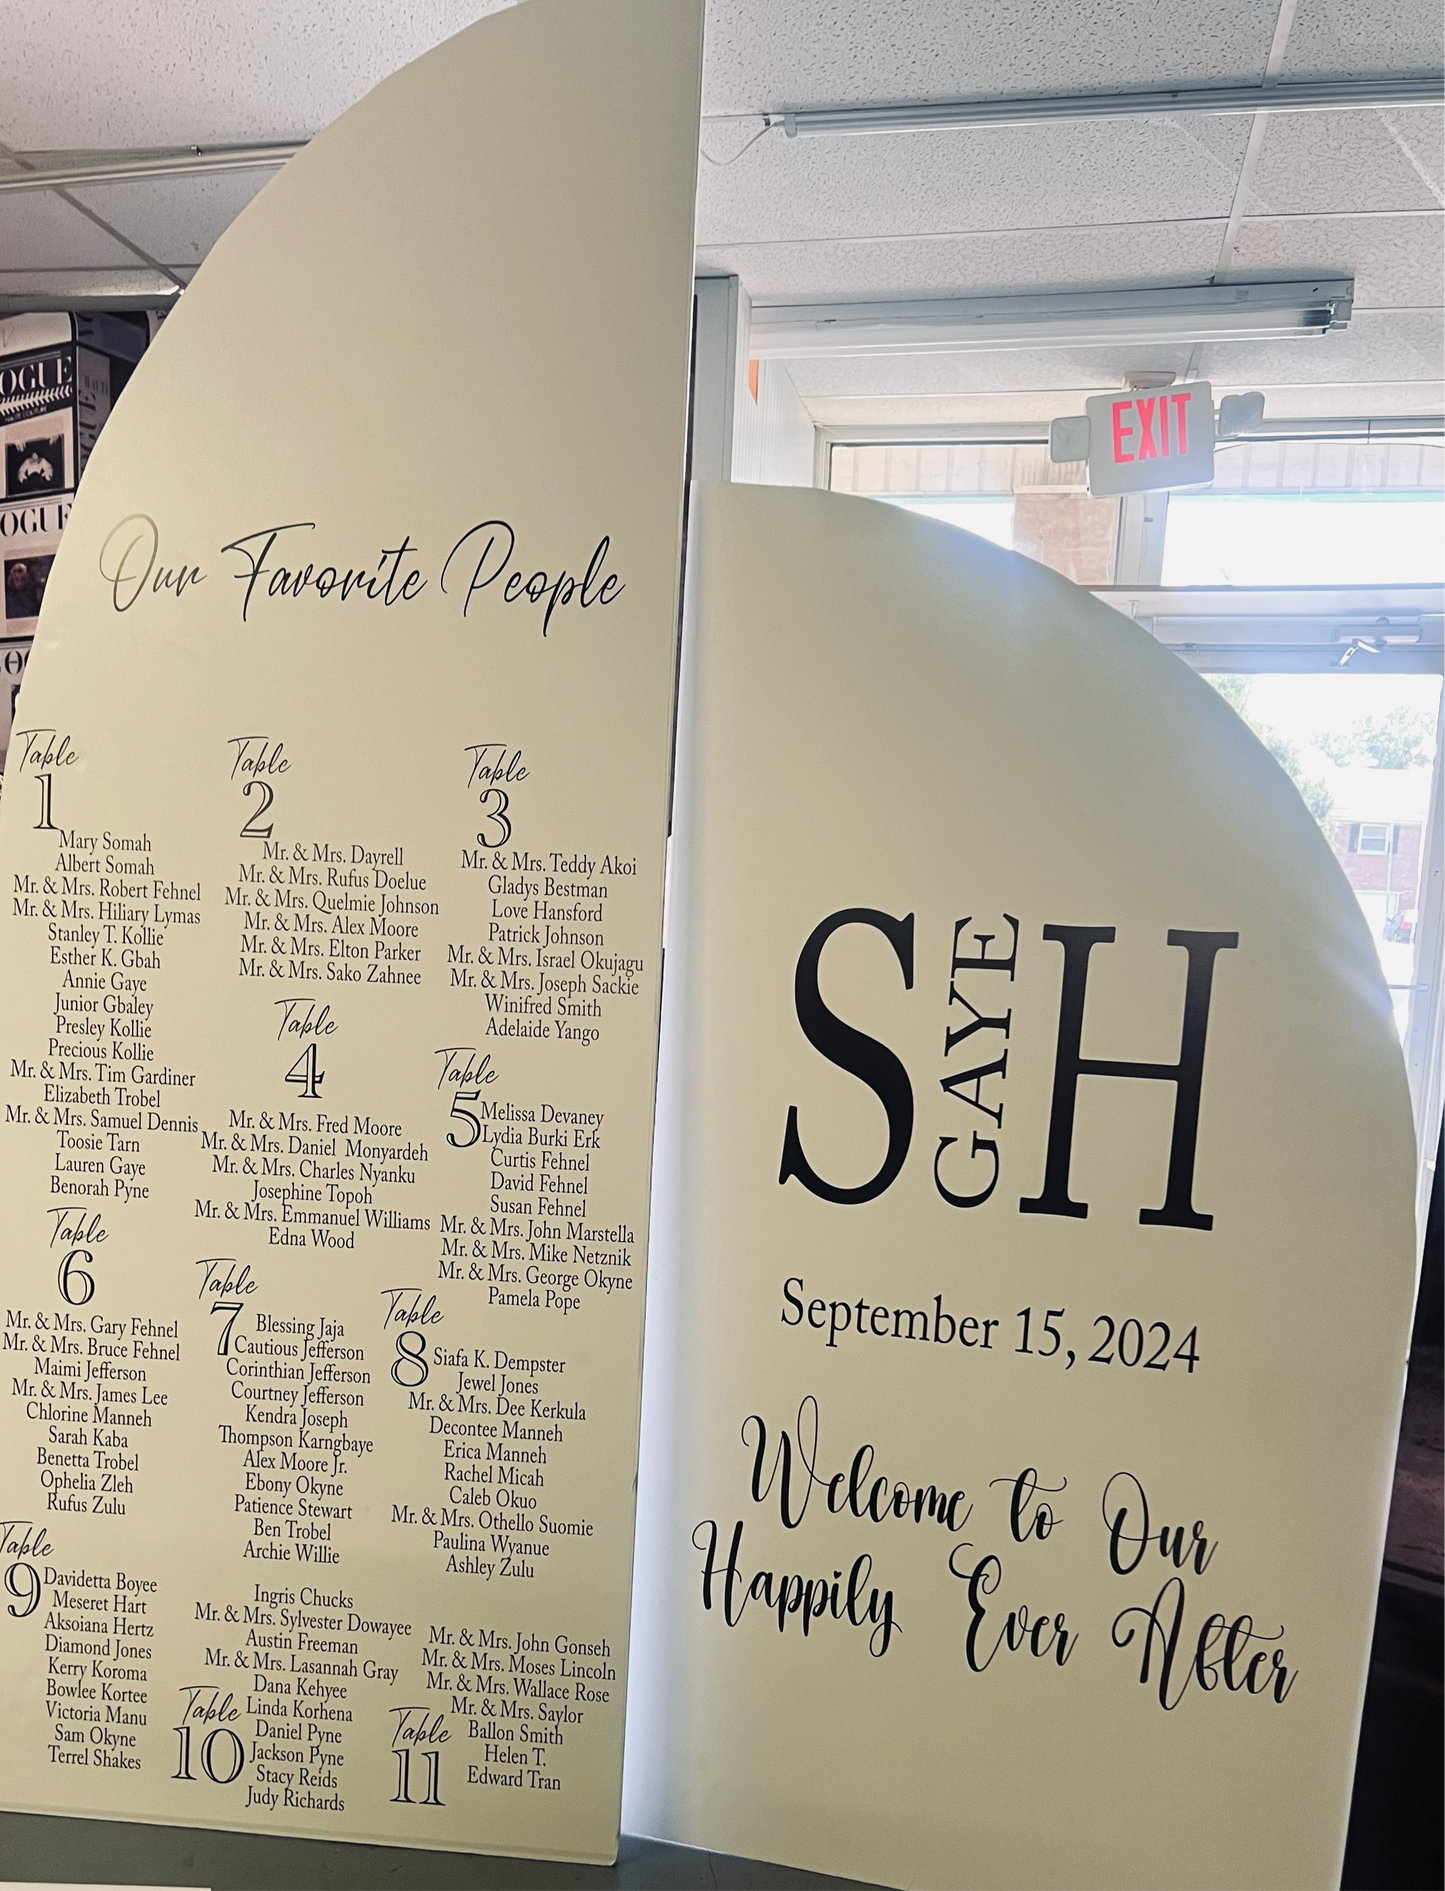 Our Favorite People
Table
1
Mary Somah
Albert Somah
Mr. & Mrs. Robert Fehnel
Mr. & Mrs. Hiliary Lymas
Stanley T. Kollie
Esther K. Gbah
Annie Gaye
Junior Gbaley
Presley Kollie
Precious Kollie
Mr. & Mrs. Tim Gardiner
Elizabeth Trobel
Mr. & Mrs. Samuel Dennis
Toosie Tarn
Lauren Gaye
Benorah Pyne
Table
2
Mr. & Mrs. Dayrell
Mr. & Mrs. Rufus Doelue
Mr. & Mrs. Quelmie Johnson
Mr. & Mrs. Alex Moore
Mr. & Mrs. Elton Parker
Mr. & Mrs. Sako Zahnee
Table
3
Mr. & Mrs. Teddy Akoi
Gladys Bestman
Love Hansford
Patrick Johnson
Mr. & Mrs. Israel Okujagu
Mr. & Mrs. Joseph Sackie
Winifred Smith
Adelaide Yango
Table
4
Mr. & Mrs. Fred Moore
Mr. & Mrs. Daniel Monyardeh
Mr. & Mrs. Charles Nyanku
Josephine Topoh
Mr. & Mrs. Emmanuel Williams
Edna Wood
Table
5
Melissa Devaney
Lydia Burki Erk
Curtis Fehnel
David Fehnel
Susan Fehnel
Mr. & Mrs. John Marstella
Mr. & Mrs. Mike Netznik
Mr. & Mrs. George Okyne
Pamela Pope
Table
6
Mr. & Mrs. Gary Fehnel
Mr. & Mrs. Bruce Fehnel
Maimi Jefferson
Mr. & Mrs. James Lee
Chlorine Manneh
Sarah Kaba
Benetta Trobel
Ophelia Zleh
Rufus Zulu
Table
7
Blessing Jaja
Cautious Jefferson
Corinthian Jefferson
Courtney Jefferson
Kendra Joseph
Thompson Karngbaye
Alex Moore Jr.
Ebony Okyne
Patience Stewart
Ben Trobel
Archie Willie
Table
8
Siafa K. Dempster
Jewel Jones
Mr. & Mrs. Dee Kerkula
Decontee Manneh
Erica Manneh
Rachel Micah
Caleb Okuo
Mr. & Mrs. Othello Suomie
Paulina Wyanue
Ashley Zulu
Table
9
Davidetta Boyee
Meseret Hart
Aksoiana Hertz
Diamond Jones
Kerry Koroma
Bowlee Kortee
Victoria Manu
Sam Okyne
Terrel Shakes
Table
10
Ingris Chucks
Mr. & Mrs. Sylvester Dowayee
Austin Freeman
Mr. & Mrs. Lasannah Gray
Dana Kehyee
Linda Korhena
Daniel Pyne
Jackson Pyne
Stacy Reids
Judy Richards
Table
11
Mr. & Mrs. John Gonseh
Mr. & Mrs. Moses Lincoln
Mr. & Mrs. Wallace Rose
Mr. & Mrs. Saylor
Ballon Smith
Helen T.
Edward Tran
S GAYE H
September 15, 2024
Welcome to Our
Happily Ever After
EXIT
OGUE
OGUE